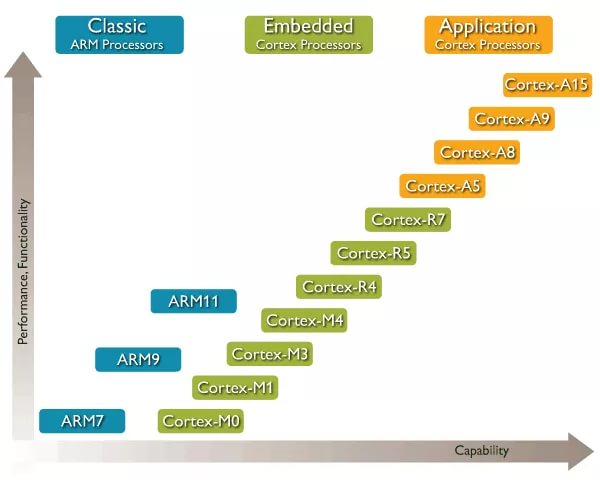 Classic
ARM Processors
Embedded
Cortex Processors
Application
Cortex Processors
Cortex-A15
Cortex-A9
Cortex-A8
Cortex-A5
Cortex-R7
Cortex-R5
Cortex-R4
ARM11
Cortex-M4
Cortex-M3
ARM9
Cortex-M1
ARM7
Cortex-M0
Performance, Functionality
Capability